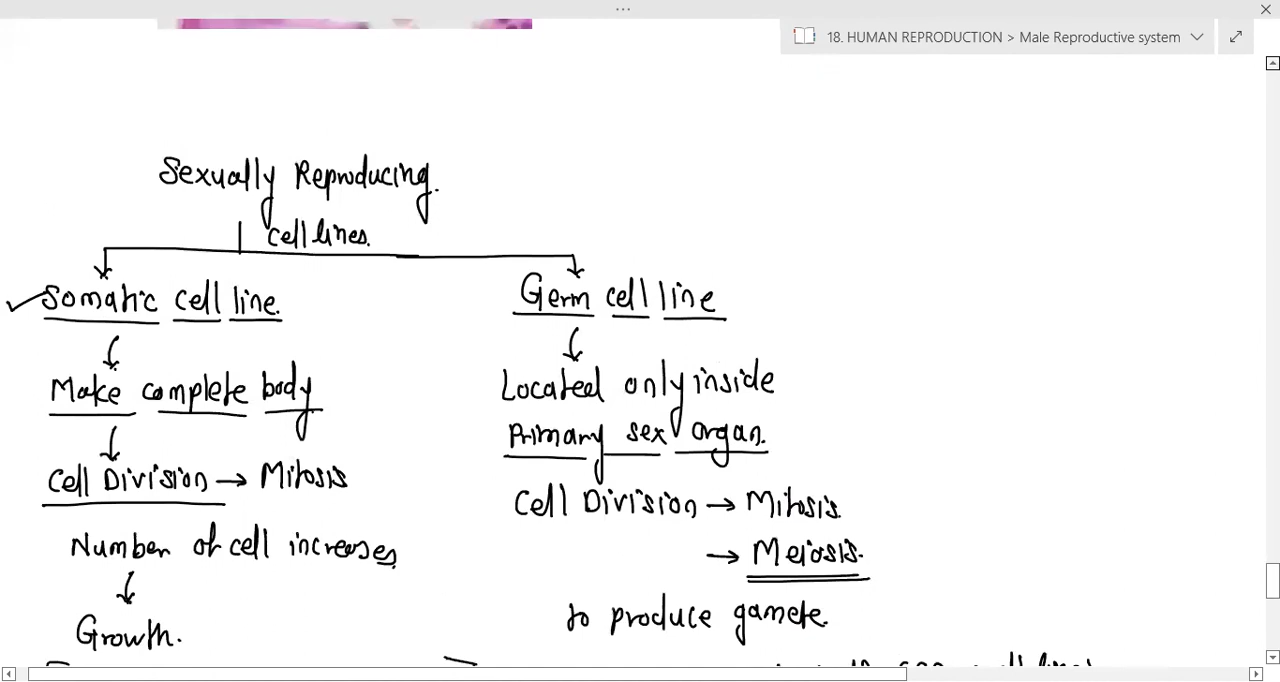 18. HUMAN REPRODUCTION > Male Reproductive system
Sexually Reproducing.
cell lines.
Somatic cell line.
Make complete body
Cell Division → Mitosis
Number of cell increases
Growth.
Germ cell line
Located only inside
Primary sex organ.
Cell Division → Mitosis.
→ Meiosis.
to produce gamete.